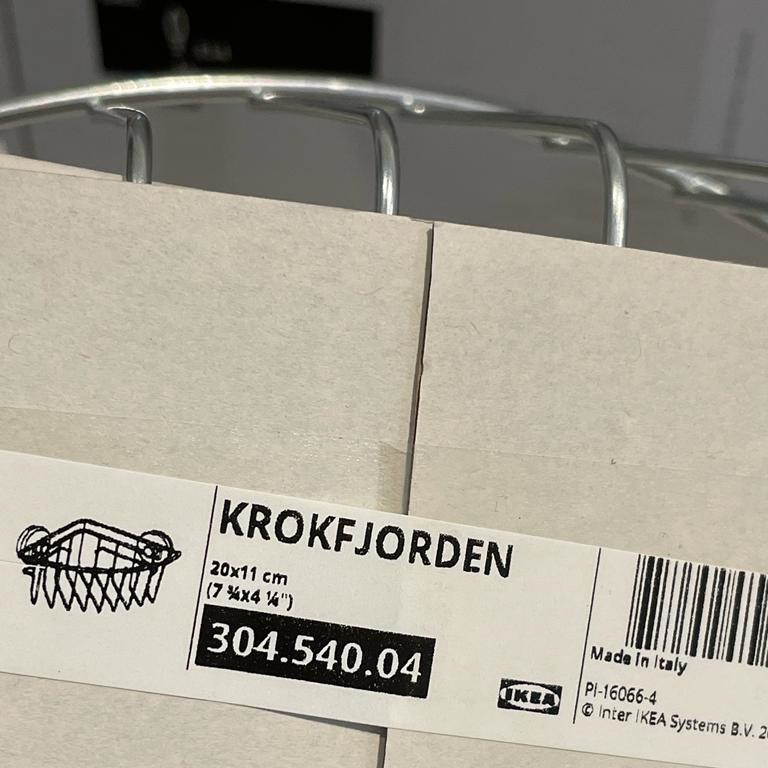 KROKFJORDEN
20x11 cm
(7 ¾x4 ¼")
304.540.04
IKEA
Made in Italy
PI-16066-4
© Inter IKEA Systems B.V.